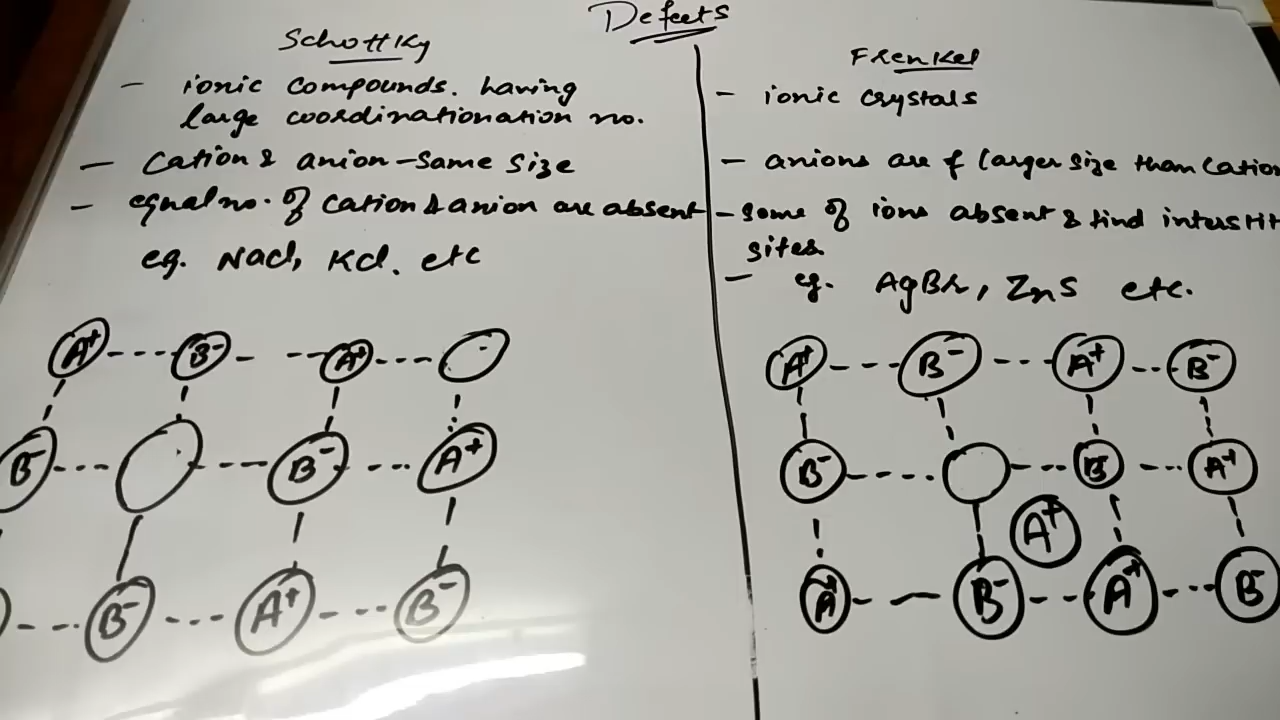 Defects
Schottky
- ionic compounds. having
large coordinationation no.
- Cation & anion - Same Size
- equal no. of cation & anion are absent
eg. Nacl, Kcl. etc
A+ B- A+
B- B- A+
B- A+ B-
Frenkel
- ionic crystals
- anions are of larger size than Cation
- Some of ions absent & find interstit
sites
- eg. AgBr, ZnS etc.
A+ B- A+ B-
B- B- A+
A+
A+ B- A+ B-